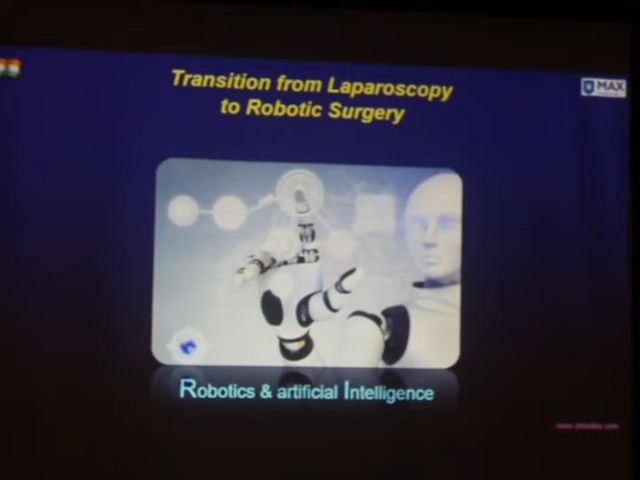 Transition from Laparoscopy
to Robotic Surgery
MAX
Robotics & artificial Intelligence